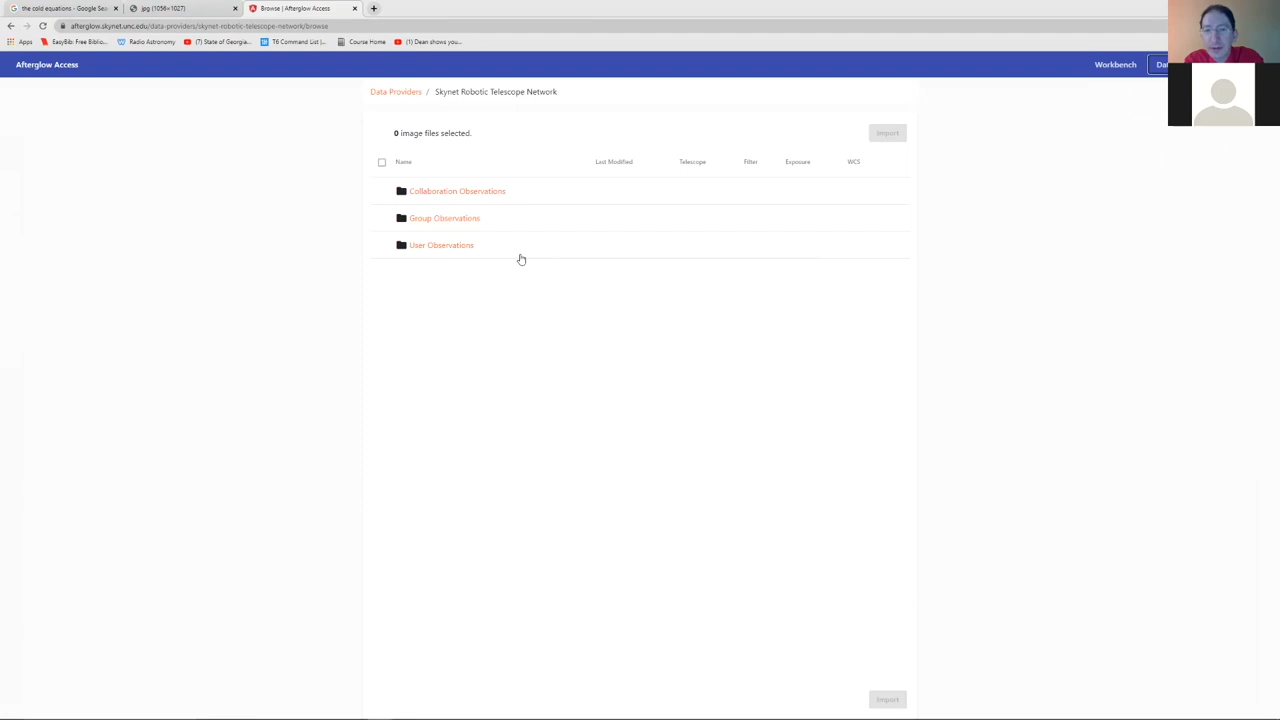 the cold equations - Google Sea
jpg (1056×1027)
Browse | Afterglow Access
afterglow.skynet.unc.edu/data-providers/skynet-robotic-telescope-network/browse
Apps
EasyBib: Free Biblio...
Radio Astronomy
(7) State of Georgia...
T6 Command List |...
Course Home
(1) Dean shows you...
Afterglow Access
Workbench
Dat
Data Providers / Skynet Robotic Telescope Network
0 image files selected.
Import
Name Last Modified Telescope Filter Exposure WCS
Collaboration Observations
Group Observations
User Observations
Import